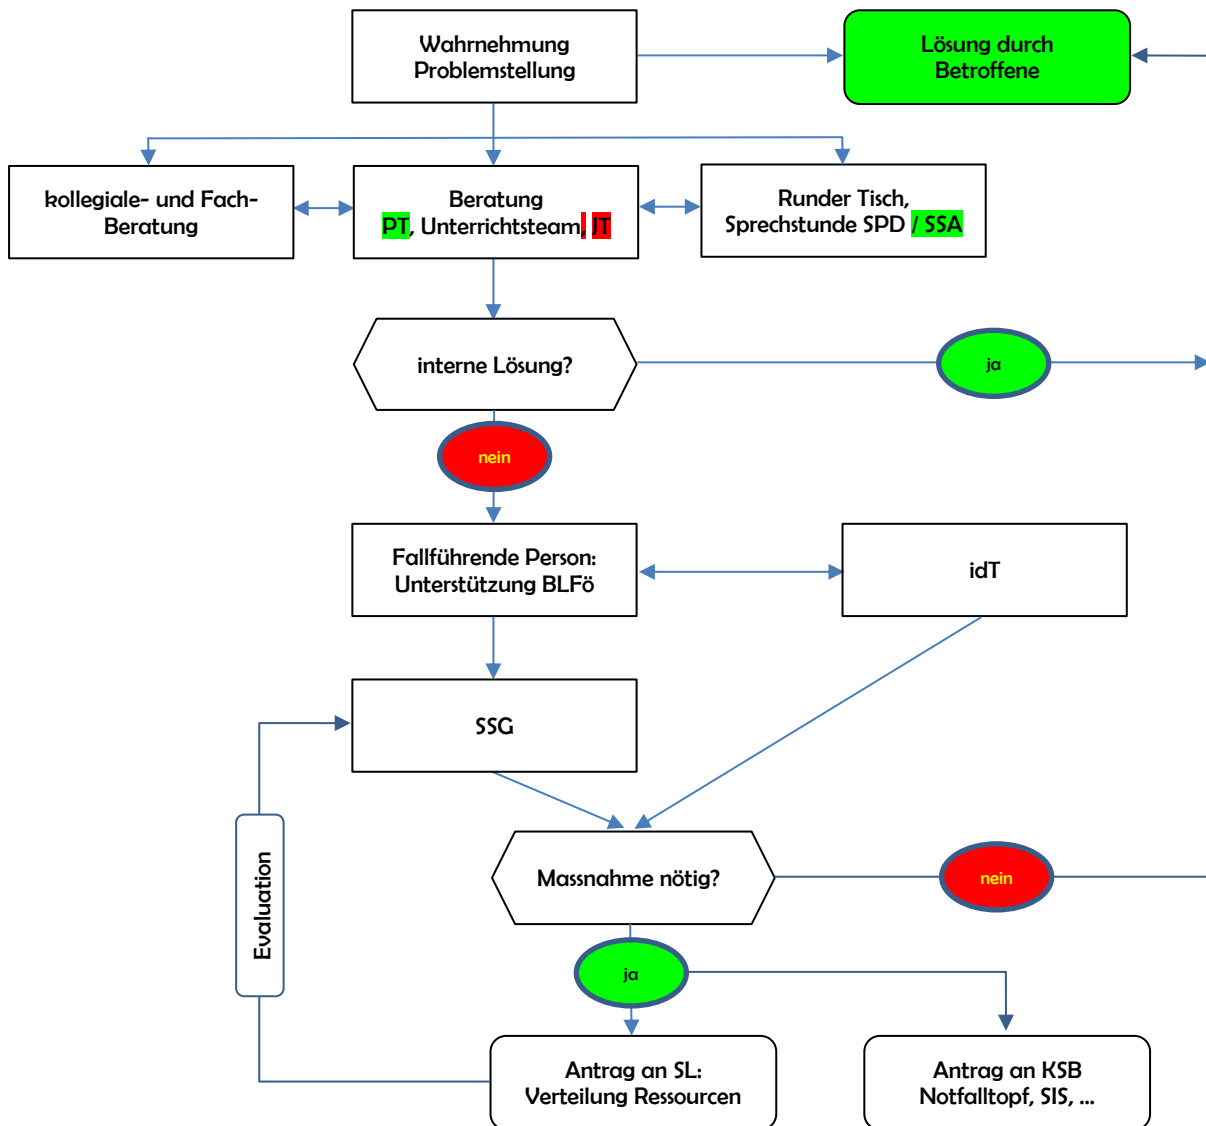 Wahrnehmung
Problemstellung
Lösung durch
Betroffene
kollegiale- und Fach-
Beratung
Beratung
PT, Unterrichtsteam, JT
Runder Tisch,
Sprechstunde SPD / SSA
interne Lösung?
ja
nein
Fallführende Person:
Unterstützung BLFö
idT
SSG
Evaluation
Massnahme nötig?
nein
ja
Antrag an SL:
Verteilung Ressourcen
Antrag an KSB
Notfalltopf, SIS, ...